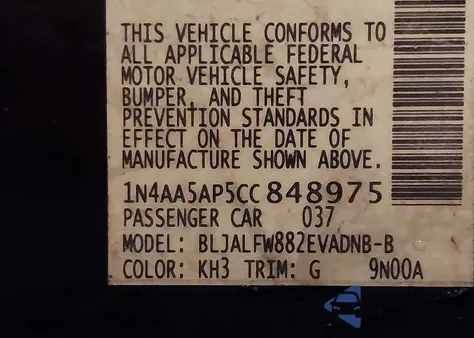 THIS VEHICLE CONFORMS TO
ALL APPLICABLE FEDERAL
MOTOR VEHICLE SAFETY,
BUMPER, AND THEFT
PREVENTION STANDARDS IN
EFFECT ON THE DATE OF
MANUFACTURE SHOWN ABOVE.
1N4AA5AP5CC848975
PASSENGER CAR 037
MODEL: BLJALFW882EVADNB-B
COLOR: KH3 TRIM: G 9N00A